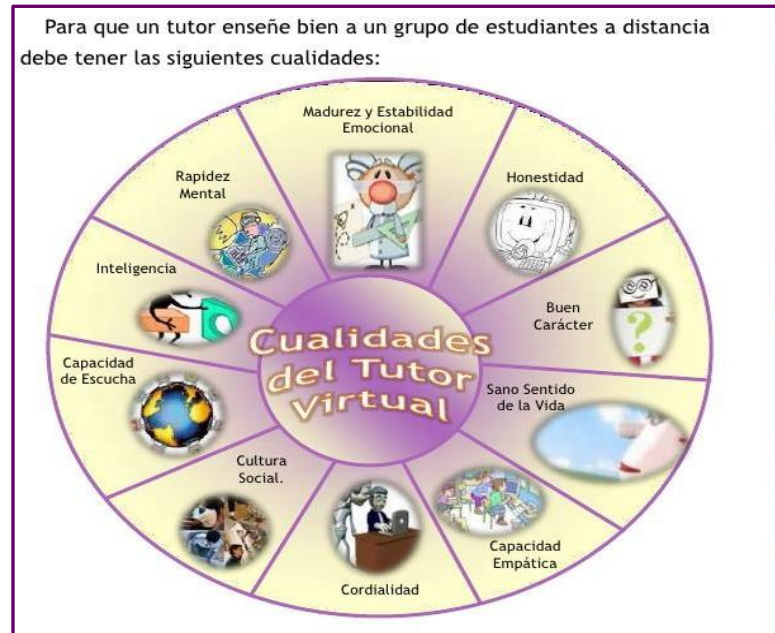 Para que un tutor enseñe bien a un grupo de estudiantes a distancia
debe tener las siguientes cualidades:
Madurez y Estabilidad
Emocional
Honestidad
Buen
Carácter
Sano Sentido
de la Vida
Capacidad
Empática
Cordialidad
Cultura
Social.
Capacidad
de Escucha
Inteligencia
Rapidez
Mental
Cualidades
del Tutor
Virtual
?